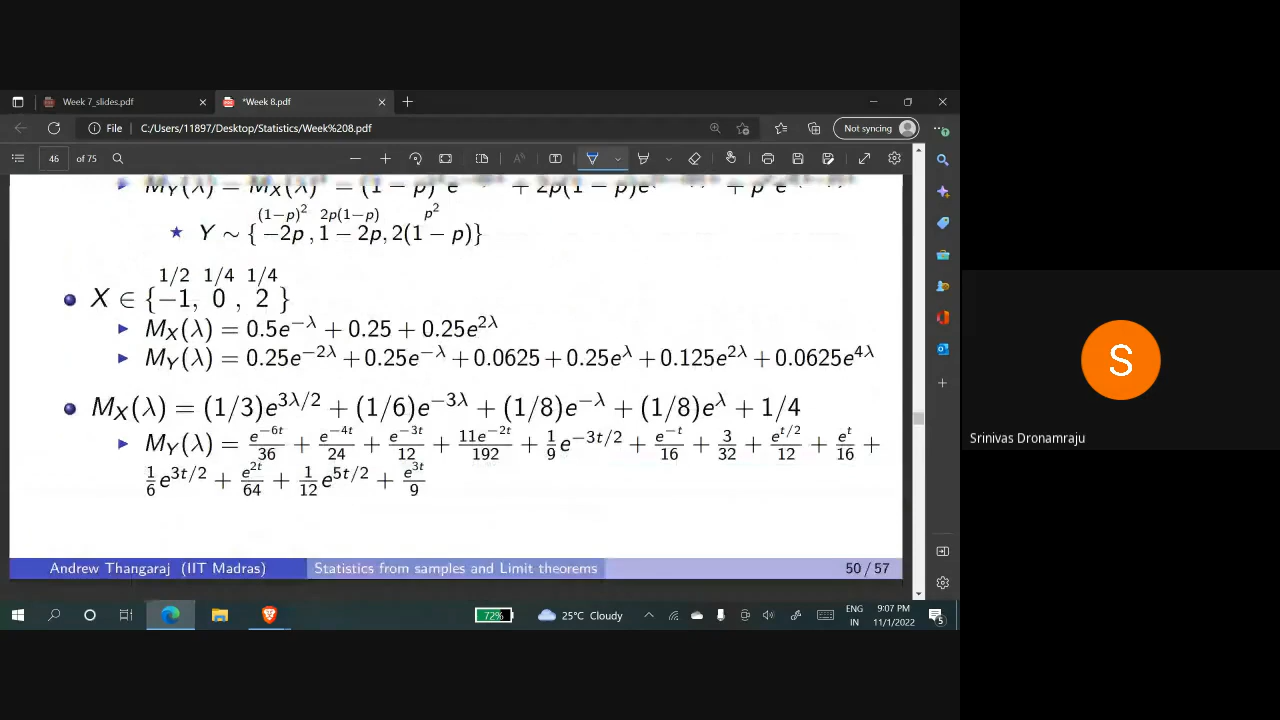 Week 7_slides.pdf
*Week 8.pdf
File C:/Users/11897/Desktop/Statistics/Week%208.pdf Not syncing
46 of 75
M_Y(λ) = M_X(λ)
(1−p)² 2p(1−p) p²
★ Y ~ {−2p, 1 − 2p, 2(1 − p)}
1/2 1/4 1/4
X ∈ {−1, 0 , 2 }
M_X(λ) = 0.5e^{−λ} + 0.25 + 0.25e^{2λ}
M_Y(λ) = 0.25e^{−2λ} + 0.25e^{−λ} + 0.0625 + 0.25e^{λ} + 0.125e^{2λ} + 0.0625e^{4λ}
M_X(λ) = (1/3)e^{3λ/2} + (1/6)e^{−3λ} + (1/8)e^{−λ} + (1/8)e^{λ} + 1/4
M_Y(λ) = e^{−6t}/36 + e^{−4t}/24 + e^{−3t}/12 + 11e^{−2t}/192 + 1/9 e^{−3t/2} + e^{−t}/16 + 3/32 + e^{t/2}/12 + e^{t}/16 +
1/6 e^{3t/2} + e^{2t}/64 + 1/12 e^{5t/2} + e^{3t}/9
Andrew Thangaraj (IIT Madras) Statistics from samples and Limit theorems 50 / 57
S
Srinivas Dronamraju
72% 25°C Cloudy ENG IN 9:07 PM 11/1/2022 5